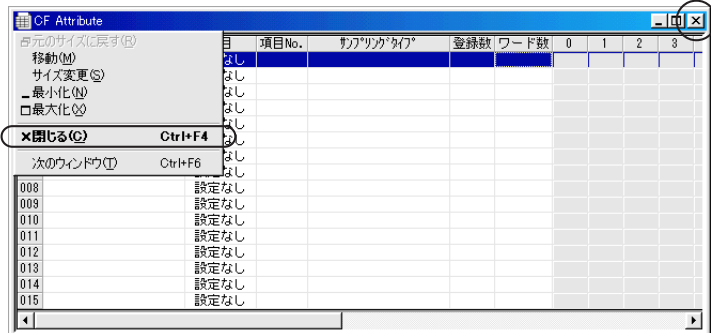 CF Attribute
目 項目No. サンプリングタイプ 登録数 ワード数 0 1 2 3
元のサイズに戻す(R)
移動(M)
サイズ変更(S)
最小化(N)
最大化(X)
閉じる(C) Ctrl+F4
次のウィンドウ(T) Ctrl+F6
なし
なし
なし
なし
なし
なし
なし
設定なし
008 設定なし
009 設定なし
010 設定なし
011 設定なし
012 設定なし
013 設定なし
014 設定なし
015 設定なし